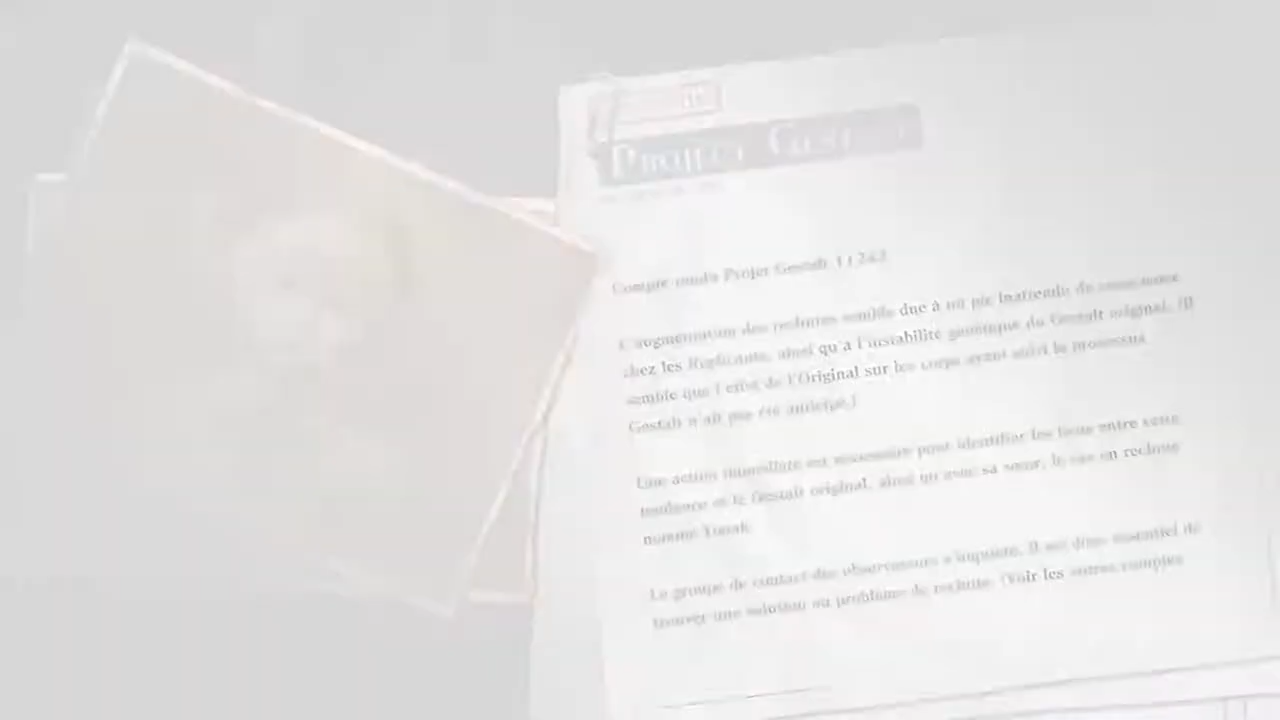 Projet Gestalt
Compte rendu Projet Gestalt
L'augmentation des rechutes semble due à un pic inattendu de conscience
chez les Replicants, ainsi qu'à l'instabilité génétique du Gestalt original. (Il
semble que l'effet de l'Original sur les corps ayant suivi le processus
Gestalt n'ait pas été anticipé.)
Une action immédiate est nécessaire pour identifier les liens entre cette
tendance et le Gestalt original, ainsi qu'avec sa sœur, le cas en rechute
nommé Yonah.
Le groupe de contact des observateurs s'inquiète. Il est donc essentiel de
trouver une solution au problème de rechute. (Voir les autres comptes